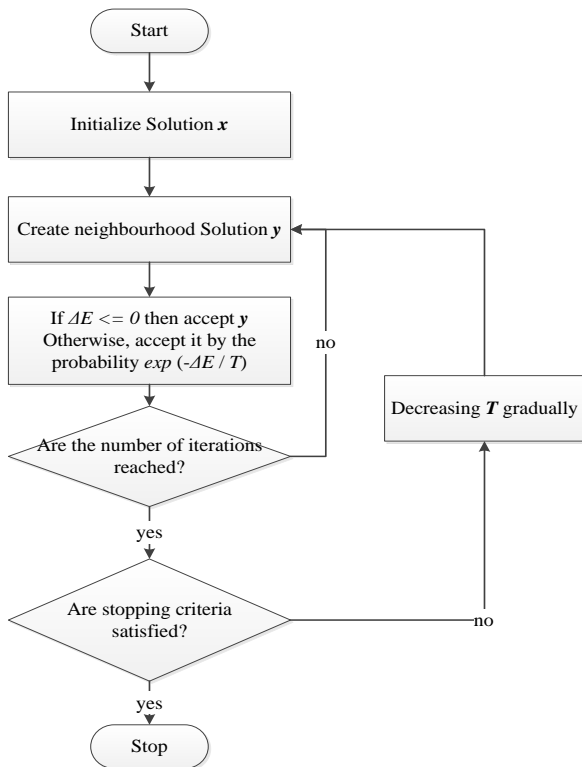 Start
Initialize Solution x
Create neighbourhood Solution y
If ΔE <= 0 then accept y
Otherwise, accept it by the
probability exp (-ΔE / T)
no
Decreasing T gradually
Are the number of iterations
reached?
yes
Are stopping criteria
satisfied?
no
yes
Stop